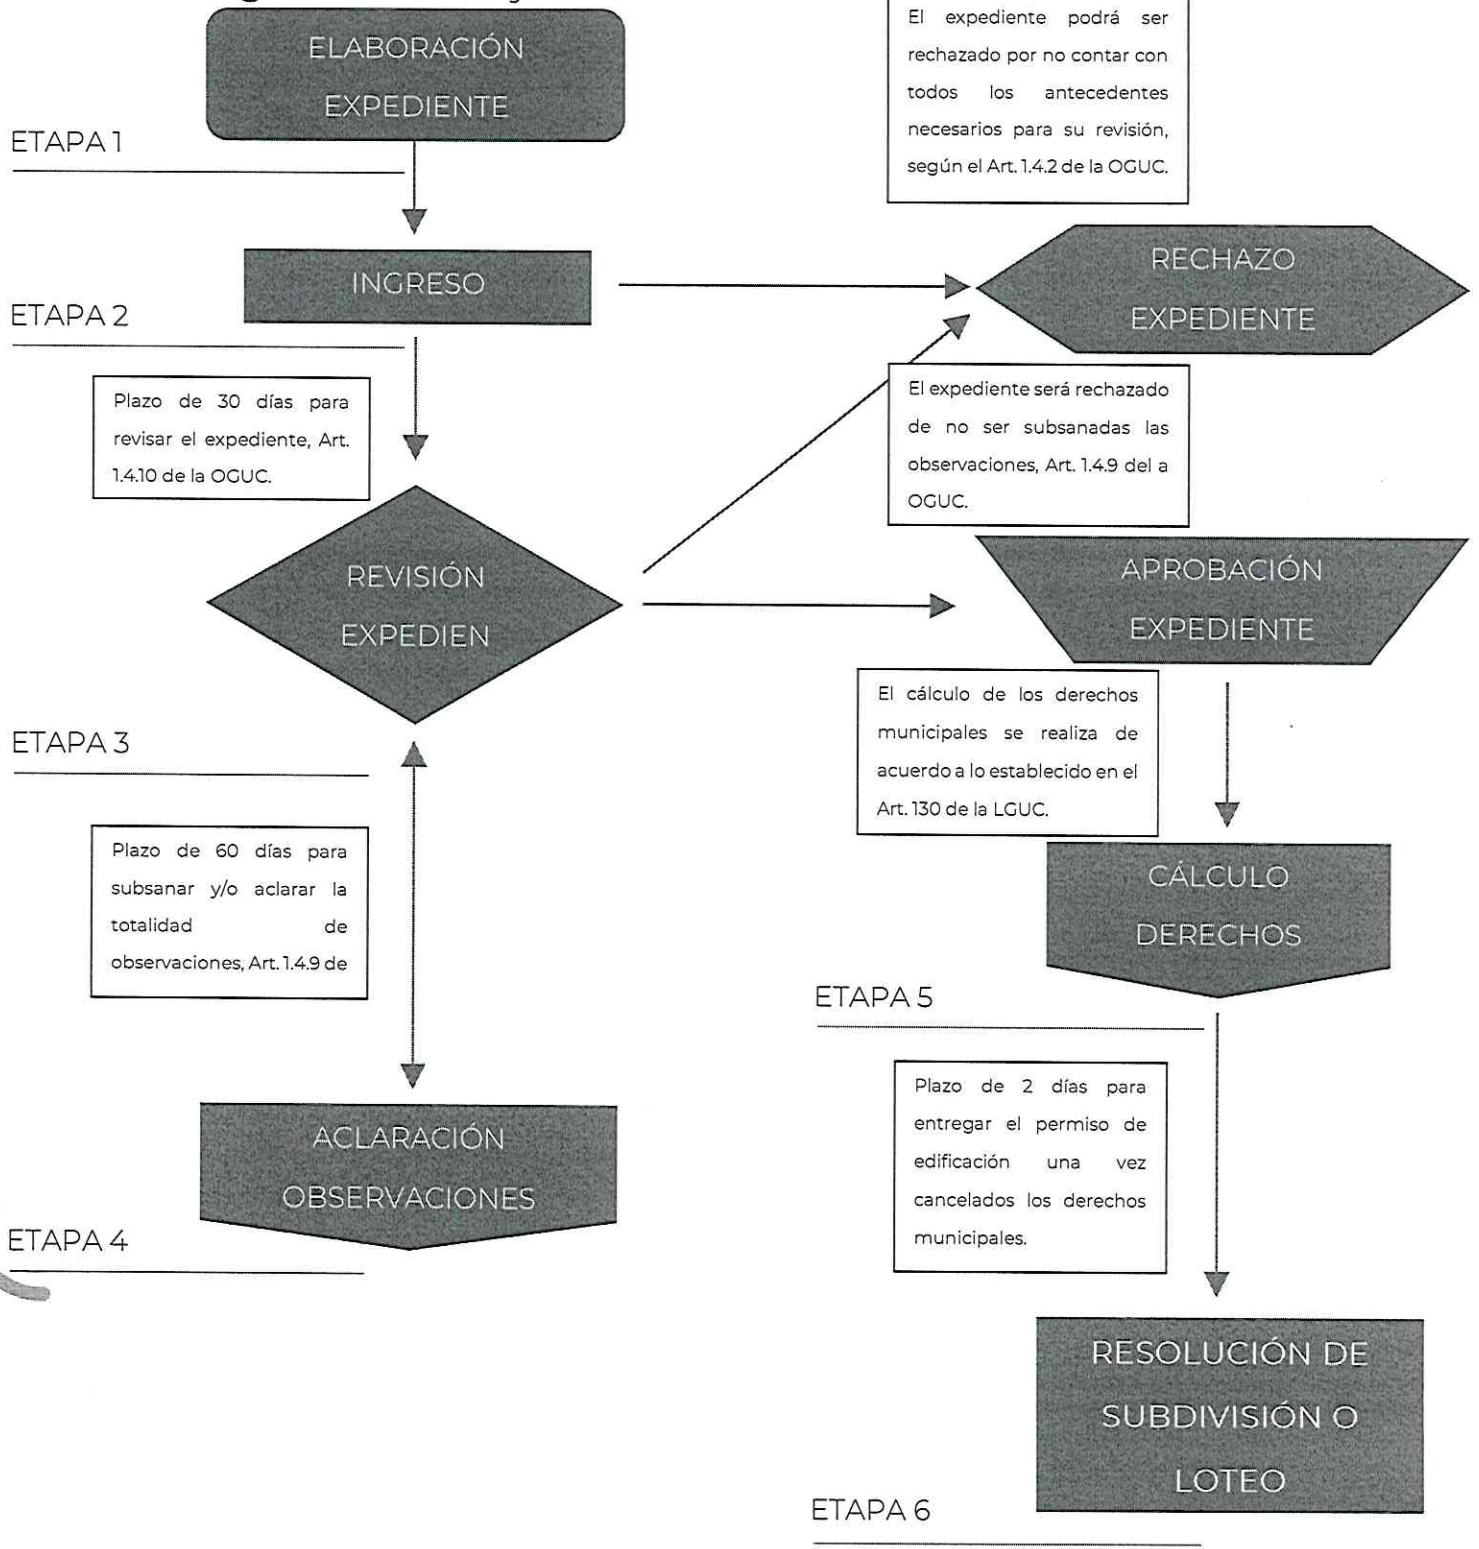 ELABORACIÓN
EXPEDIENTE
El expediente podrá ser
rechazado por no contar con
todos los antecedentes
necesarios para su revisión,
según el Art. 1.4.2 de la OGUC.
ETAPA 1
INGRESO
RECHAZO
EXPEDIENTE
ETAPA 2
Plazo de 30 días para
revisar el expediente, Art.
1.4.10 de la OGUC.
El expediente será rechazado
de no ser subsanadas las
observaciones, Art. 1.4.9 del a
OGUC.
REVISIÓN
EXPEDIEN
APROBACIÓN
EXPEDIENTE
El cálculo de los derechos
municipales se realiza de
acuerdo a lo establecido en el
Art. 130 de la LGUC.
ETAPA 3
Plazo de 60 días para
subsanar y/o aclarar la
totalidad de
observaciones, Art. 1.4.9 de
CÁLCULO
DERECHOS
ETAPA 5
Plazo de 2 días para
entregar el permiso de
edificación una vez
cancelados los derechos
municipales.
ACLARACIÓN
OBSERVACIONES
ETAPA 4
RESOLUCIÓN DE
SUBDIVISIÓN O
LOTEO
ETAPA 6